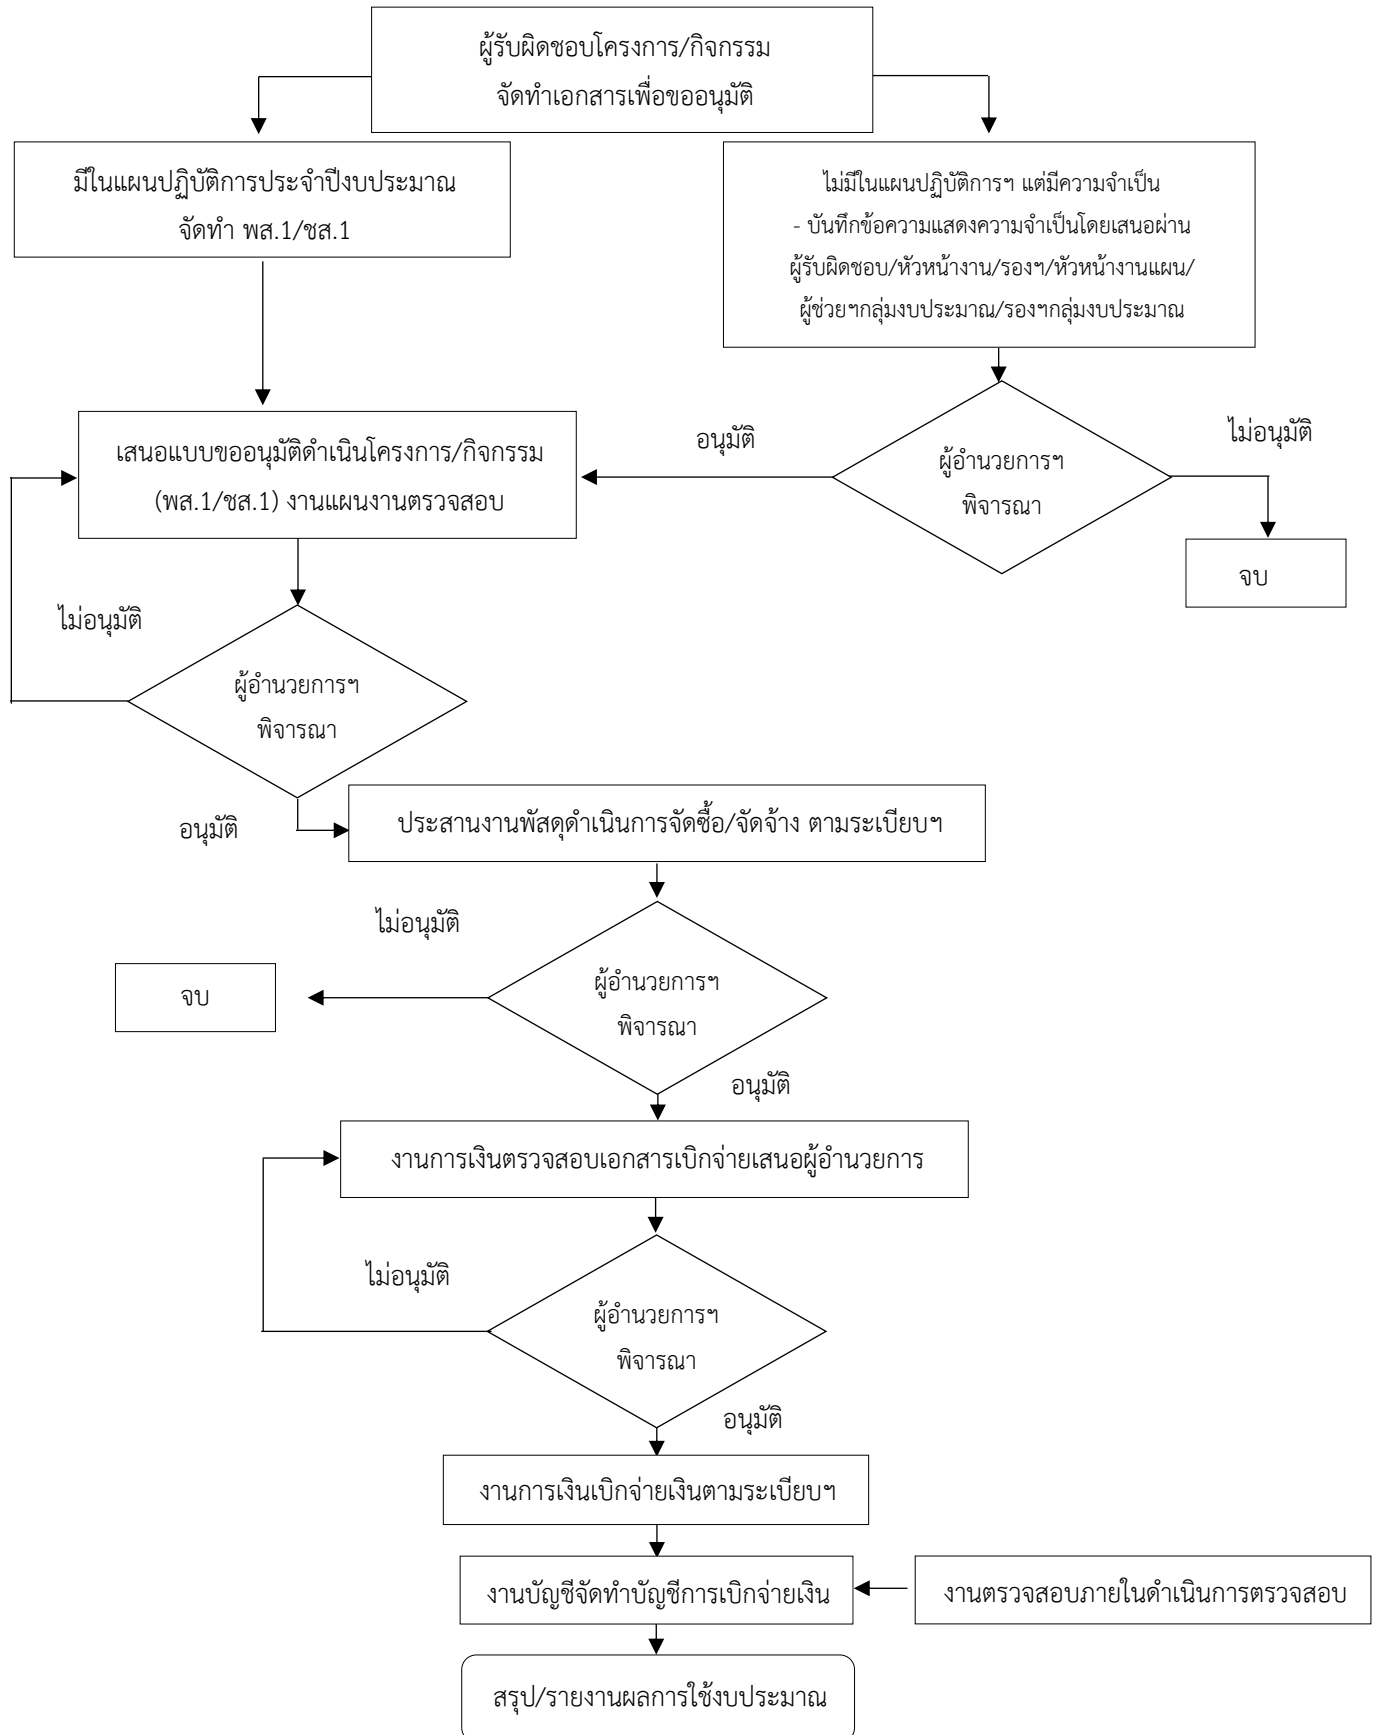 ผู้รับผิดชอบโครงการ/กิจกรรม
จัดทำเอกสารเพื่อขออนุมัติ
มีในแผนปฏิบัติการประจำปีงบประมาณ
จัดทำ พส.1/ชส.1
ไม่มีในแผนปฏิบัติการฯ แต่มีความจำเป็น
- บันทึกข้อความแสดงความจำเป็นโดยเสนอผ่าน
ผู้รับผิดชอบ/หัวหน้างาน/รองฯ/หัวหน้างานแผน/
ผู้ช่วยฯกลุ่มงบประมาณ/รองฯกลุ่มงบประมาณ
เสนอแบบขออนุมัติดำเนินโครงการ/กิจกรรม
(พส.1/ชส.1) งานแผนงานตรวจสอบ
อนุมัติ
ผู้อำนวยการฯ
พิจารณา
ไม่อนุมัติ
จบ
ไม่อนุมัติ
ผู้อำนวยการฯ
พิจารณา
อนุมัติ
ประสานงานพัสดุดำเนินการจัดซื้อ/จัดจ้าง ตามระเบียบฯ
ไม่อนุมัติ
จบ
ผู้อำนวยการฯ
พิจารณา
อนุมัติ
งานการเงินตรวจสอบเอกสารเบิกจ่ายเสนอผู้อำนวยการ
ไม่อนุมัติ
ผู้อำนวยการฯ
พิจารณา
อนุมัติ
งานการเงินเบิกจ่ายเงินตามระเบียบฯ
งานบัญชีจัดทำบัญชีการเบิกจ่ายเงิน
งานตรวจสอบภายในดำเนินการตรวจสอบ
สรุป/รายงานผลการใช้งบประมาณ